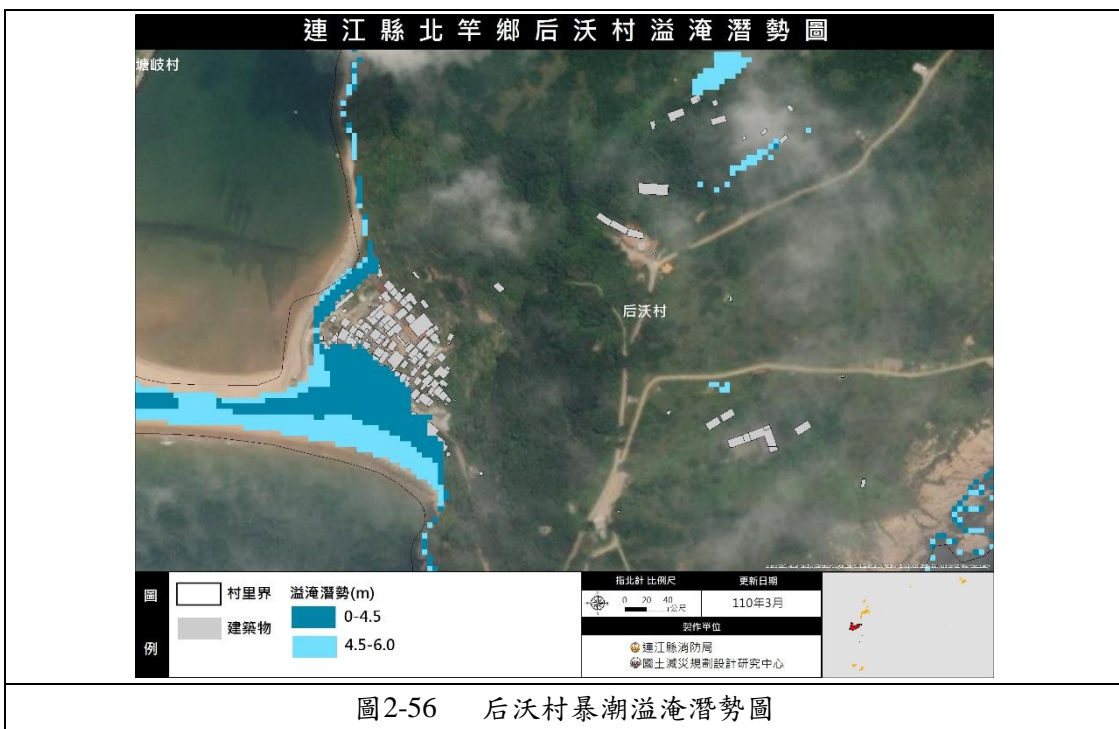 連江縣北竿鄉后沃村溢淹潛勢圖
塘岐村
后沃村
圖例
村里界
建築物
溢淹潛勢(m)
0-4.5
4.5-6.0
指北針 比例尺
0 20 40
公尺
更新日期
110年3月
製作單位
連江縣消防局
國土減災規劃設計研究中心
圖2-56 后沃村暴潮溢淹潛勢圖